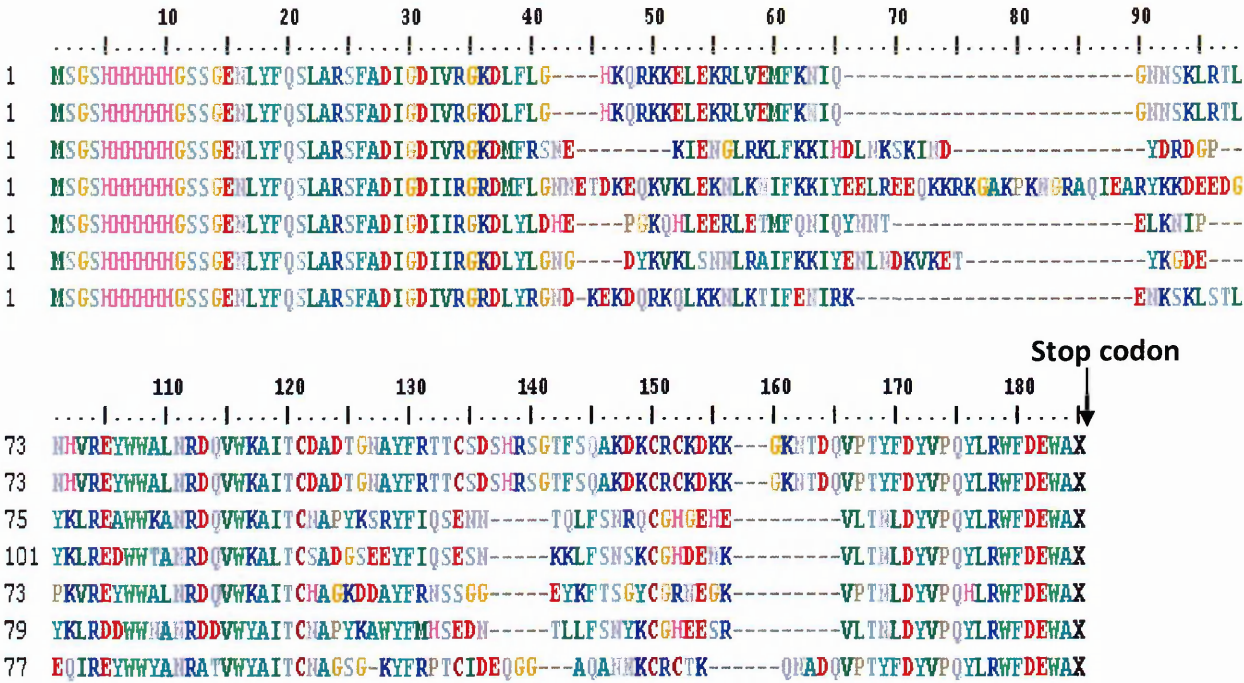 10 20 30 40 50 60 70 80 90
1 MSGSHHHHHHGSSGENLYFQSLARSFADIGDIVRGKDLFLG----HKQRKKELEKRLVEMFKNIQ------------------------GNNSKLRTL
1 MSGSHHHHHHGSSGENLYFQSLARSFADIGDIVRGKDLFLG----HKQRKKELEKRLVEMFKNIQ------------------------GNNSKLRTL
1 MSGSHHHHHHGSSGENLYFQSLARSFADIGDIVRGKDMFRSNE--------KIENGLRKLFKKIHDLNKSKIND----------------YDRDGP--
1 MSGSHHHHHHGSSGENLYFQSLARSFADIGDIIRGRDMFLGNNETDKEQKVKLEKNLKNIFKKIYEELREEQKKRKGAKPKNGRAQIEARYKKDEEDG
1 MSGSHHHHHHGSSGENLYFQSLARSFADIGDIIRGKDLYLDHE----PGKQHLEERLETMFQNIQYNNT--------------------ELKNIP---
1 MSGSHHHHHHGSSGENLYFQSLARSFADIGDIIRGKDLYLGNG----DYKVKLSNNLRAIFKKIYENLNDKVKET---------------YKGDE---
1 MSGSHHHHHHGSSGENLYFQSLARSFADIGDIVRGRDLYRGND-KEKDQRKQLKKNLKTIFENIRK-----------------------ENKSKLSTL
Stop codon
110 120 130 140 150 160 170 180
73 NHVREYWWALNRDQVWKAITCDADTGNAYFRTTCSDSHRSGTFSQAKDKCRCKDKK---GKNTDQVPTYFDYVPQYLRWFDEWAX
73 NHVREYWWALNRDQVWKAITCDADTGNAYFRTTCSDSHRSGTFSQAKDKCRCKDKK---GKNTDQVPTYFDYVPQYLRWFDEWAX
75 YKLREAWWKANRDQVWKAITCNAPYKSRYFIQSENN-----TQLFSNRQCGHGEHE---------VLTNLDYVPQYLRWFDEWAX
101 YKLREDWWTANRDQVWKALTCSADGSEEYFIQSESN-----KKLFSNSKCGHDENK---------VLTNLDYVPQYLRWFDEWAX
73 PKVREYWWALNRDQVWKAITCHAGKDDAYFRNSSGG-----EYKFTSGYCGRNEGK---------VPTNLDYVPQHLRWFDEWAX
79 YKLRDDWWNANRDDVWYAITCNAPYKAWYFMHSEDN-----TLLFSNYKCGHEESR---------VLTNLDYVPQYLRWFDEWAX
77 EQIREYWWYANRATVWYAITCNAGSG-KYFRPTCIDEQGG---AQANNKCRCTK------QNADQVPTYFDYVPQYLRWFDEWAX